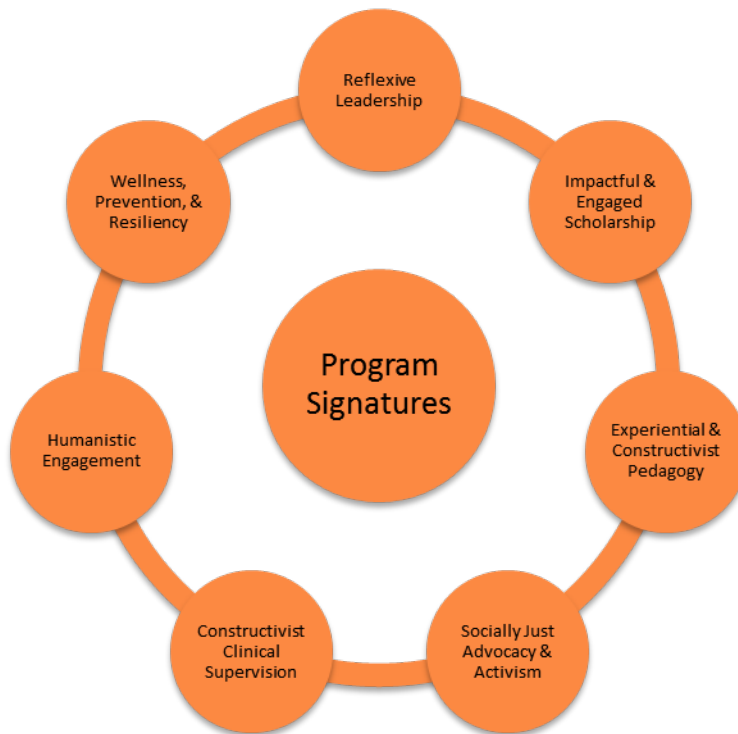 Reflexive
Leadership
Impactful &
Engaged
Scholarship
Experiential &
Constructivist
Pedagogy
Socially Just
Advocacy &
Activism
Constructivist
Clinical
Supervision
Humanistic
Engagement
Wellness,
Prevention, &
Resiliency
Program
Signatures